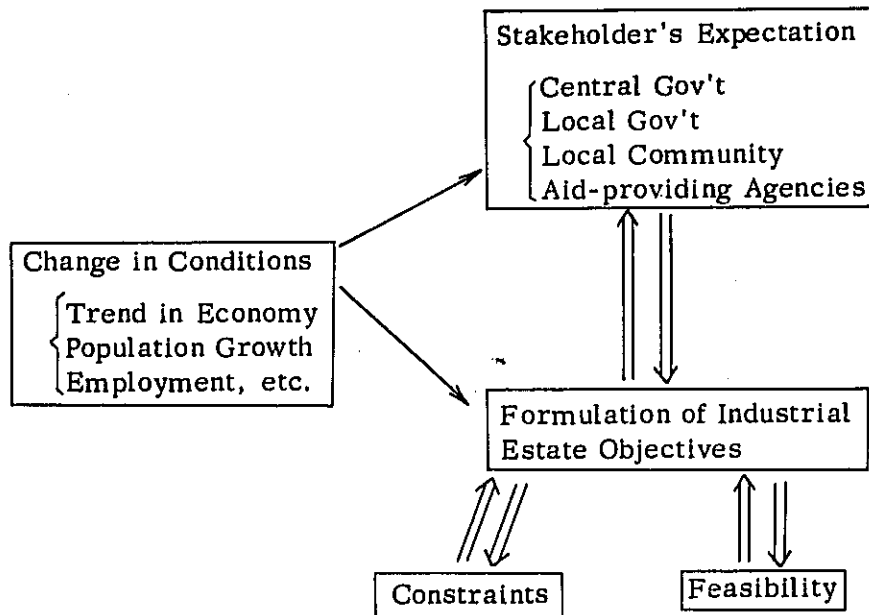 Stakeholder's Expectation
Central Gov't
Local Gov't
Local Community
Aid-providing Agencies
Change in Conditions
Trend in Economy
Population Growth
Employment, etc.
Formulation of Industrial
Estate Objectives
Constraints
Feasibility